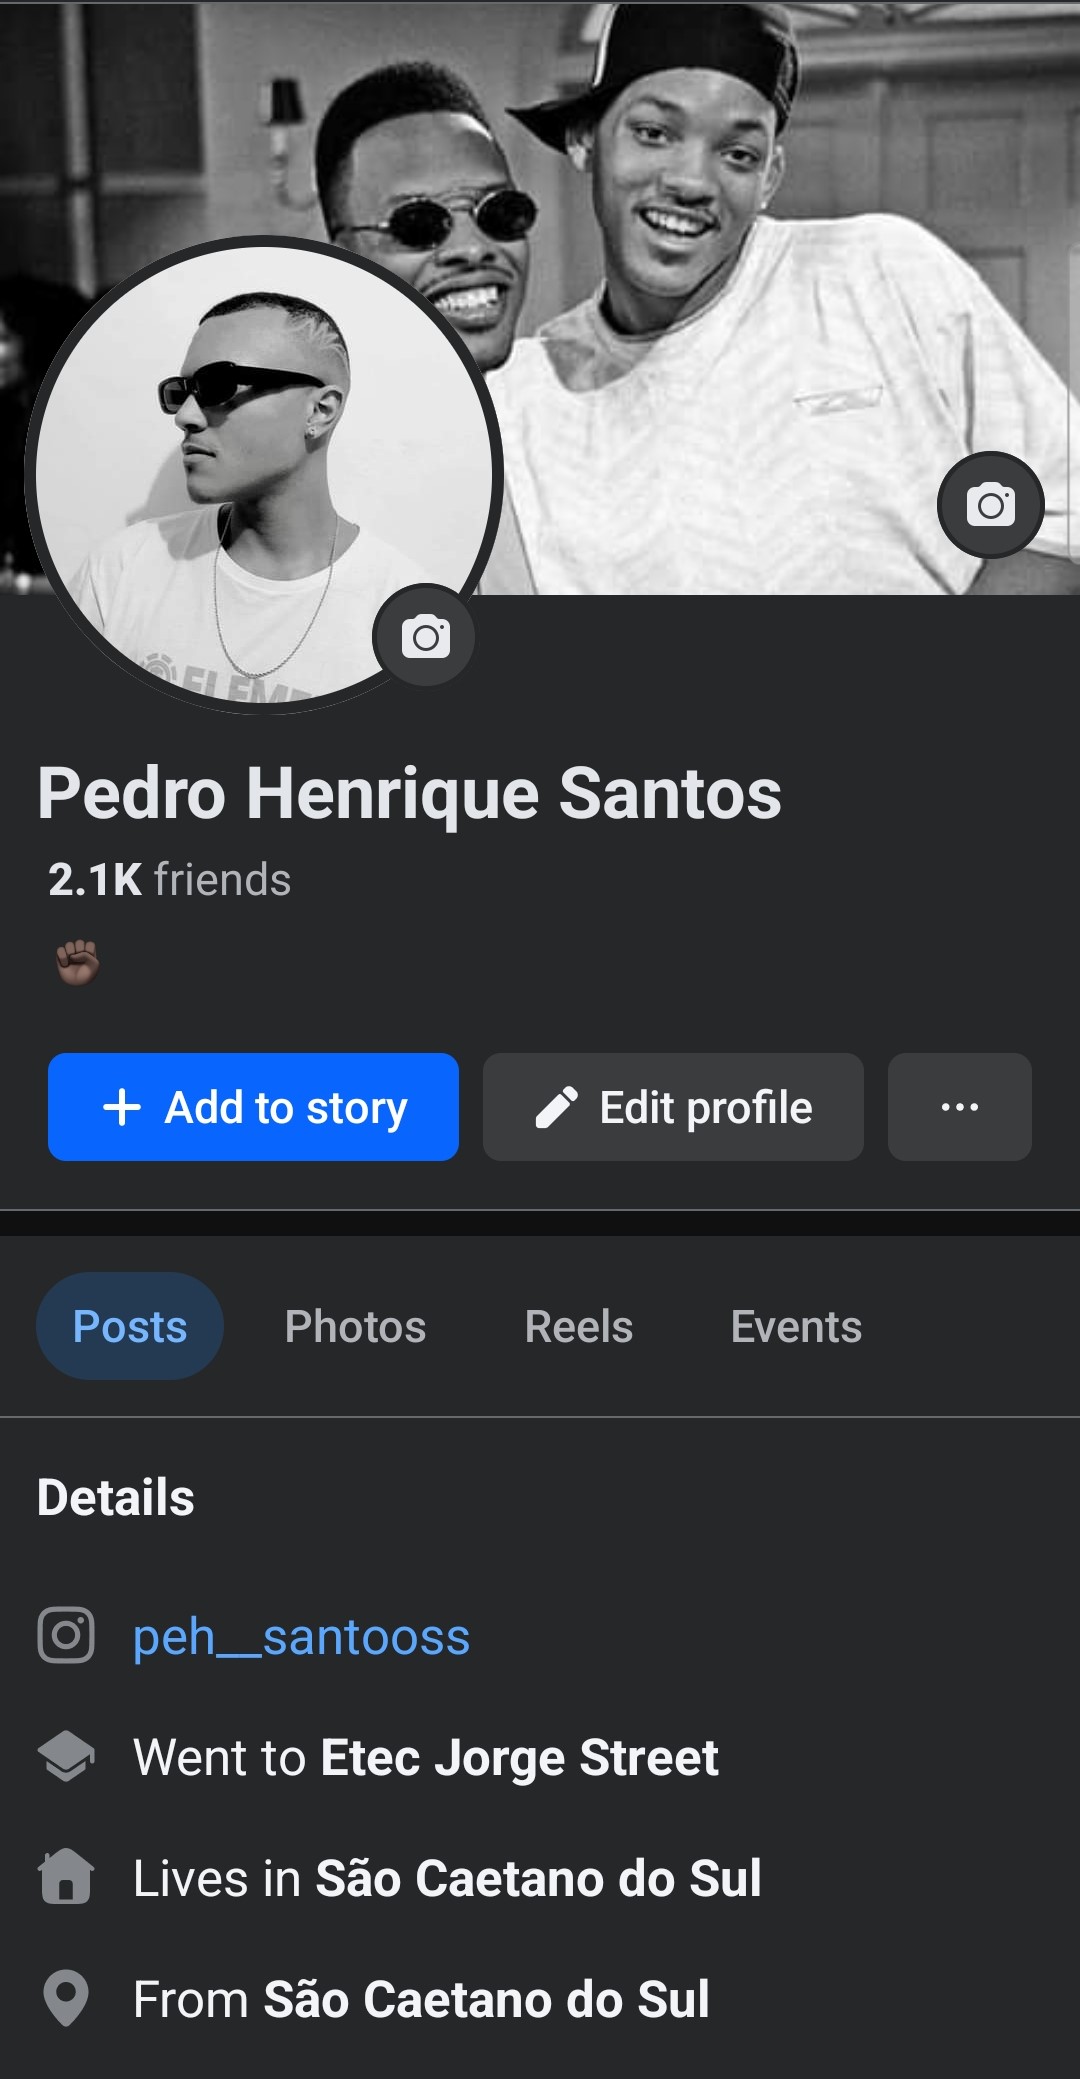 ELEME
Pedro Henrique Santos
2.1K friends
✊🏿
Add to story
Edit profile
Posts
Photos
Reels
Events
Details
peh__santooss
Went to Etec Jorge Street
Lives in São Caetano do Sul
From São Caetano do Sul